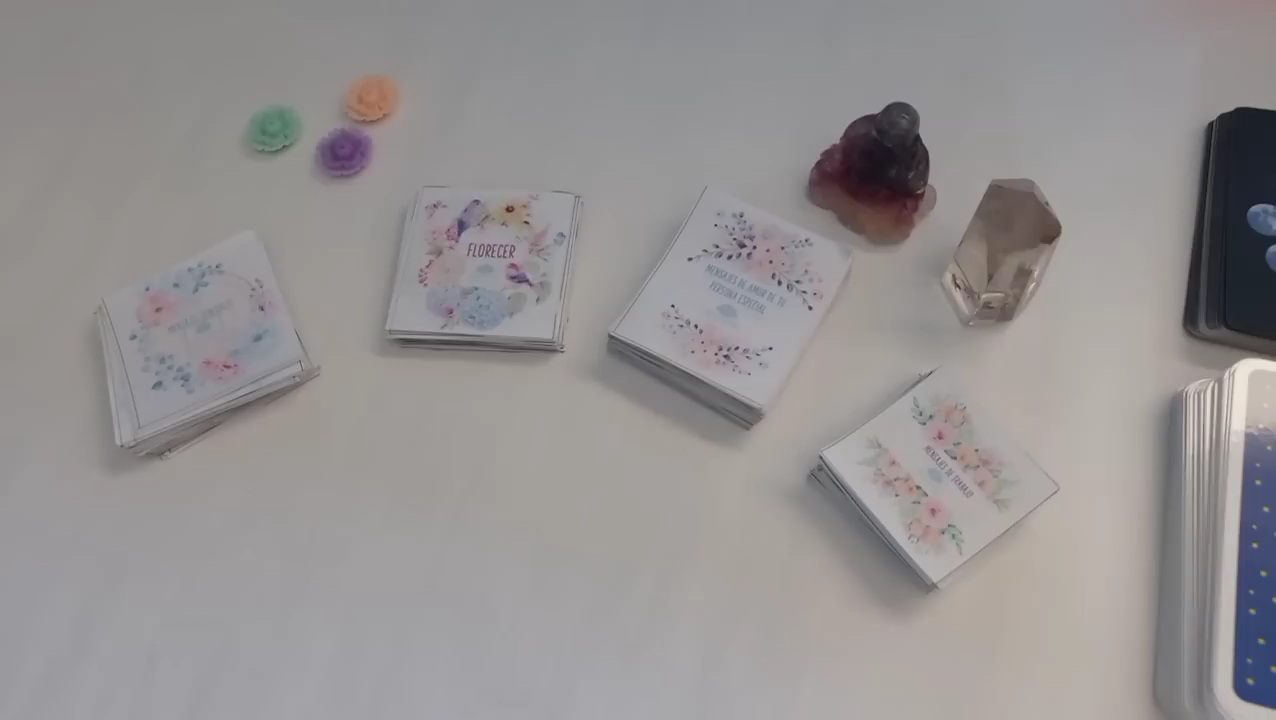 FLORECER
MENSAJES DE AMOR DE TU
PERSONA ESPECIAL
MENSAJES DE TRABAJO